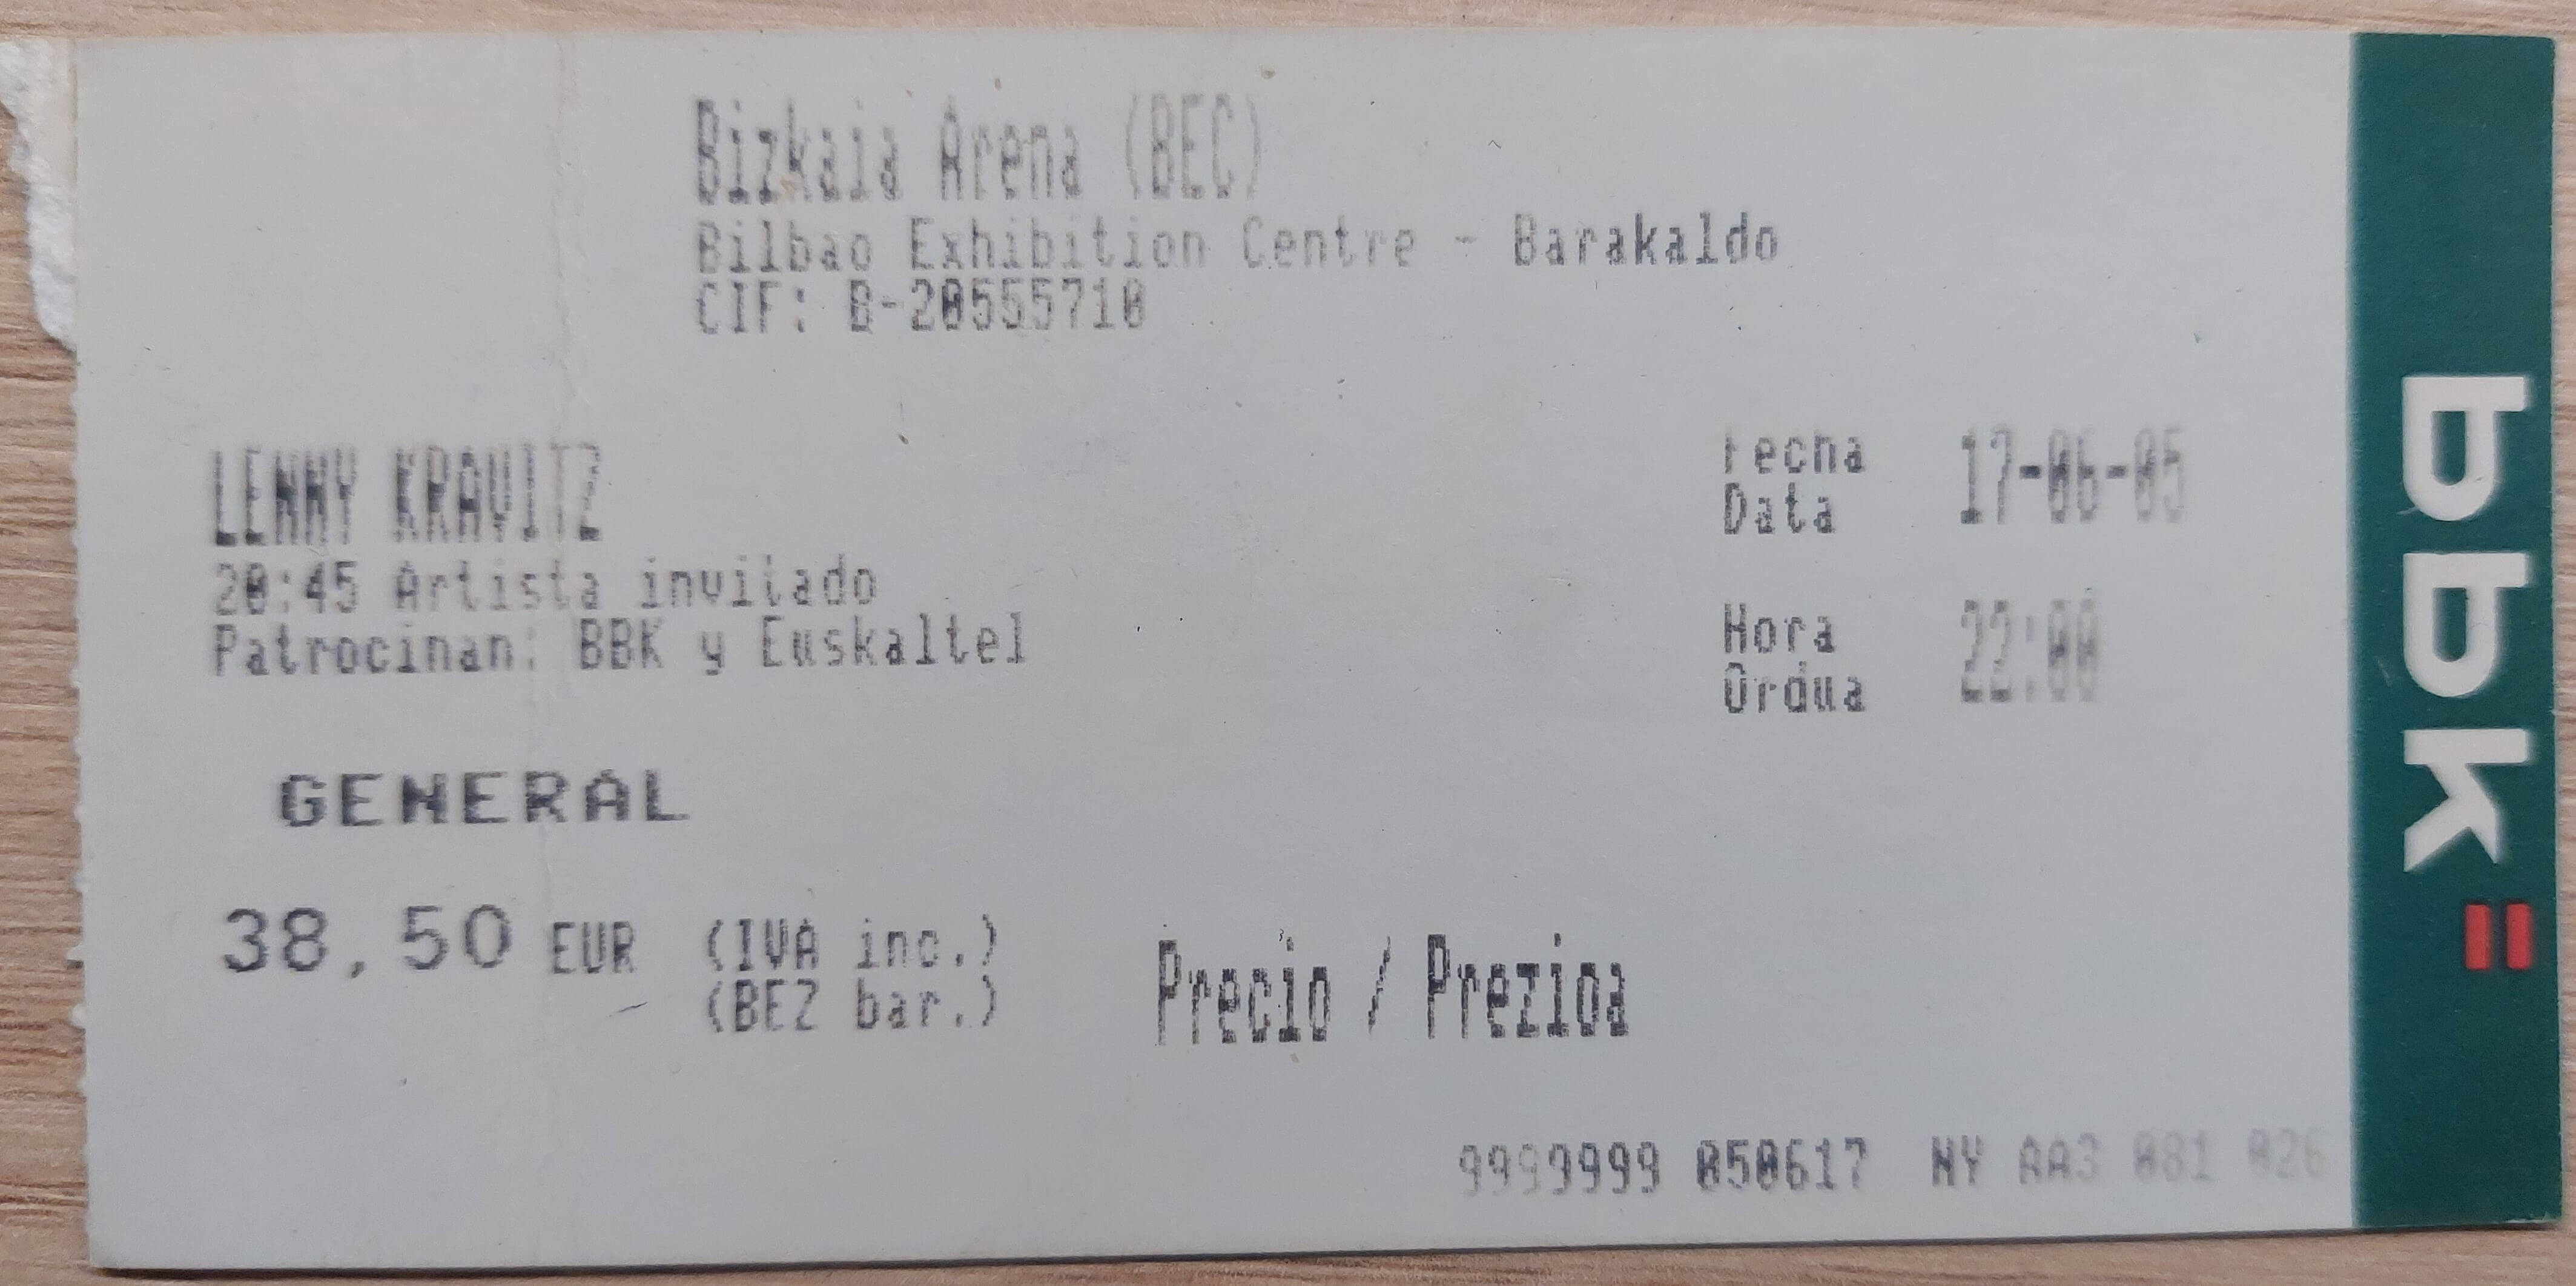 Bizkaia Arena (BEC)
Bilbao Exhibition Centre - Barakaldo
CIF: B-20555710
LENNY KRAVITZ
20:45 Artista invitado
Patrocinan: BBK y Euskaltel
Fecha 17-06-05
Data
Hora 22:00
Ordua
GENERAL
38,50 EUR (IVA inc.)
(BEZ bar.)
Precio / Prezioa
9999999 050617 NY AA3 081 026
bbk